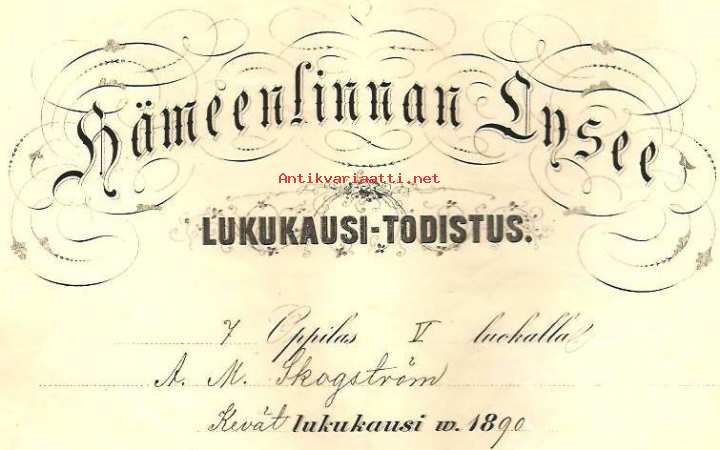 Hämeenlinnan Lysee
Antikvariaatti.net
LUKUKAUSI-TODISTUS.
7 Oppilas V luokalla
A. M. Skogström
Kevät lukukausi w. 1890